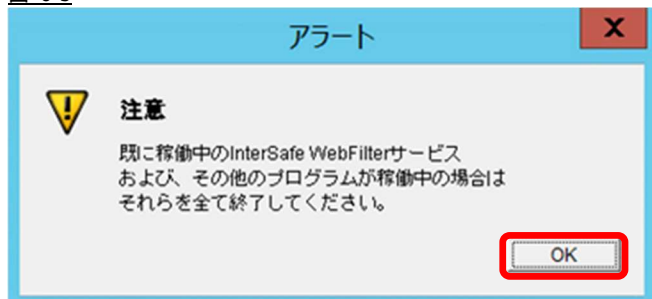 アラート
X
注意
既に稼働中のInterSafe WebFilterサービス
および、その他のプログラムが稼働中の場合は
それらを全て終了してください。
OK